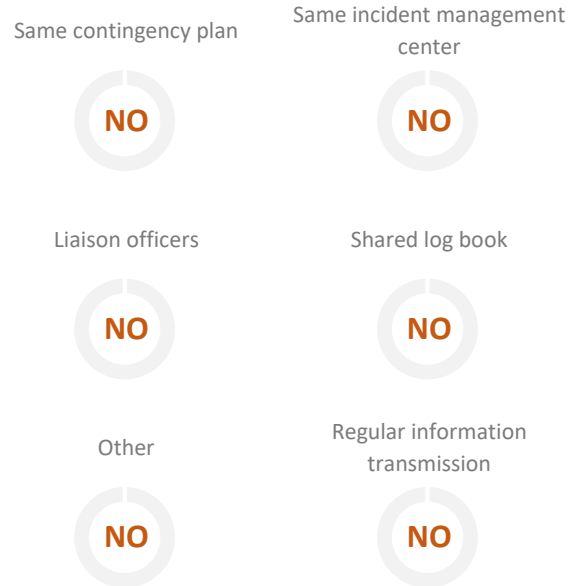 Same contingency plan
Same incident management
center
NO
NO
Liaison officers
Shared log book
NO
NO
Other
Regular information
transmission
NO
NO